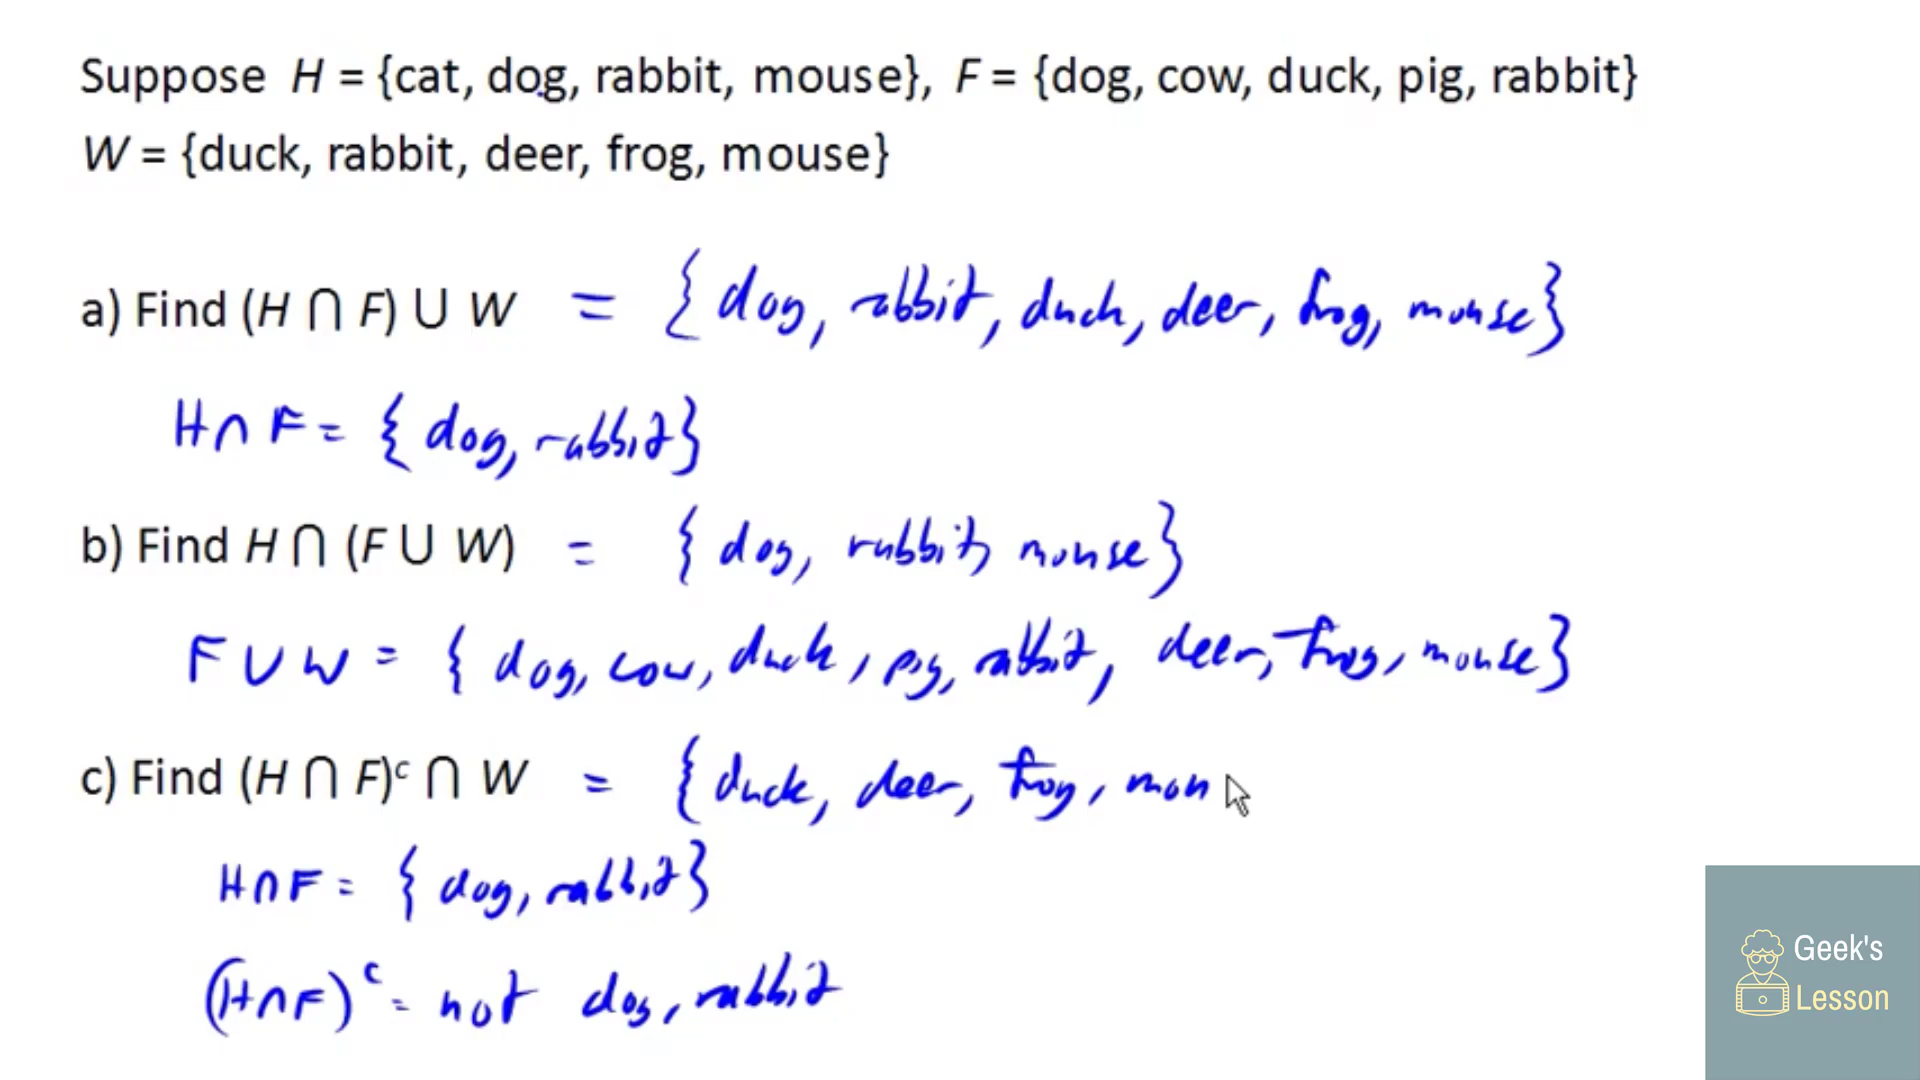 Suppose H = {cat, dog, rabbit, mouse}, F = {dog, cow, duck, pig, rabbit}
W = {duck, rabbit, deer, frog, mouse}
a) Find (H ⋂ F) ⋃ W = { dog, rabbit, duck, deer, frog, mouse}
H∩F = { dog, rabbit}
b) Find H ⋂ (F ⋃ W) = { dog, rabbit, mouse}
F ∪ W = { dog, cow, duck, pig, rabbit, deer, frog, mouse}
c) Find (H ⋂ F)ᶜ ⋂ W = { duck, deer, frog, mou
H∩F = { dog, rabbit}
(H∩F)ᶜ = not dog, rabbit
Geek's
Lesson